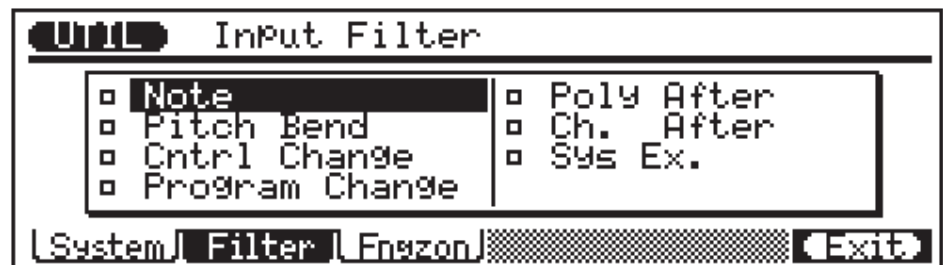 UTIL Input Filter
Note
Pitch Bend
Cntrl Change
Program Change
Poly After
Ch. After
Sys Ex.
System Filter Fngzon Exit